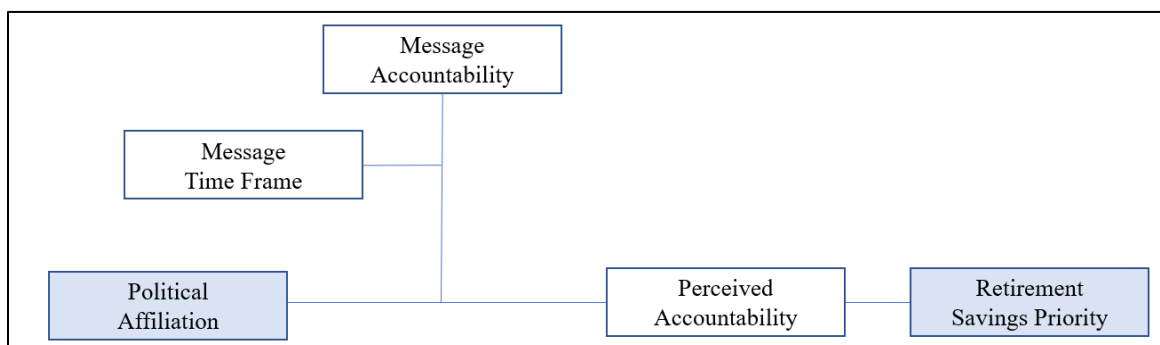 Message
Accountability
Message
Time Frame
Political
Affiliation
Perceived
Accountability
Retirement
Savings Priority